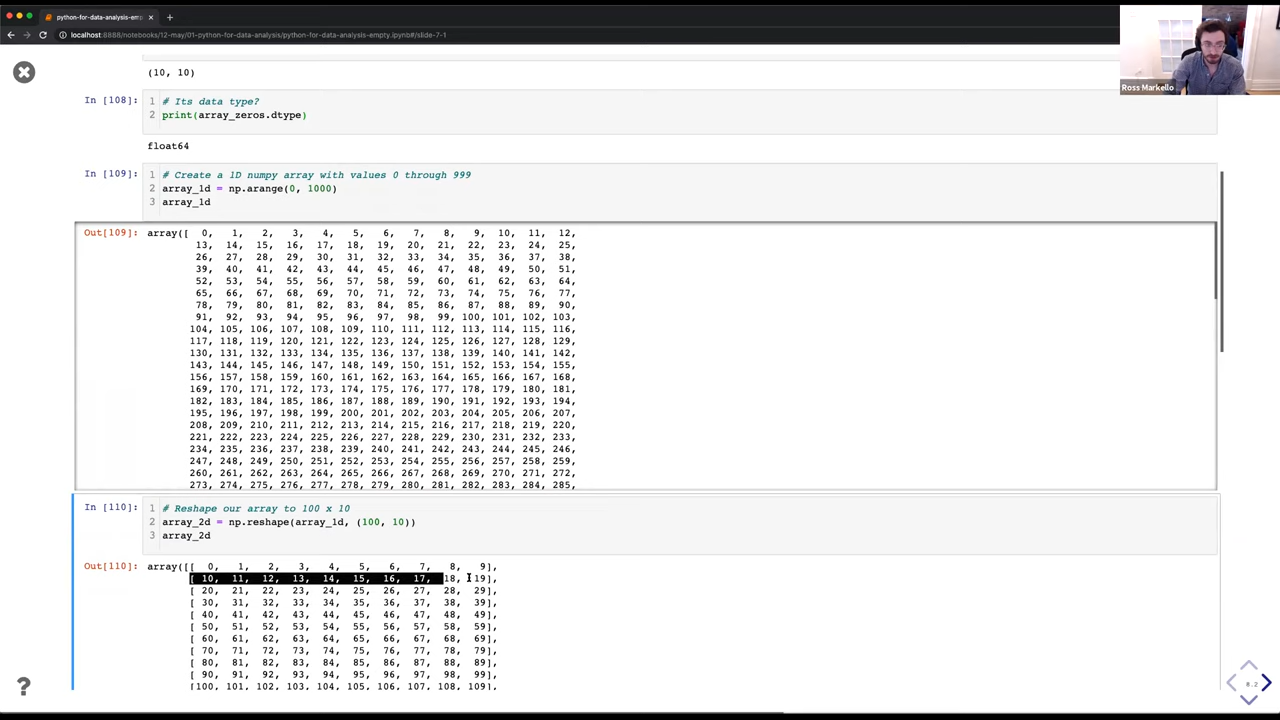 python-for-data-analysis-emp
localhost:8888/notebooks/12-may/01-python-for-data-analysis/python-for-data-analysis-empty.ipynb#/slide-7-1
Ross Markello
(10, 10)
In [108]:
1 # Its data type?
2 print(array_zeros.dtype)
float64
In [109]:
1 # Create a 1D numpy array with values 0 through 999
2 array_1d = np.arange(0, 1000)
3 array_1d
Out[109]: array([ 0, 1, 2, 3, 4, 5, 6, 7, 8, 9, 10, 11, 12,
13, 14, 15, 16, 17, 18, 19, 20, 21, 22, 23, 24, 25,
26, 27, 28, 29, 30, 31, 32, 33, 34, 35, 36, 37, 38,
39, 40, 41, 42, 43, 44, 45, 46, 47, 48, 49, 50, 51,
52, 53, 54, 55, 56, 57, 58, 59, 60, 61, 62, 63, 64,
65, 66, 67, 68, 69, 70, 71, 72, 73, 74, 75, 76, 77,
78, 79, 80, 81, 82, 83, 84, 85, 86, 87, 88, 89, 90,
91, 92, 93, 94, 95, 96, 97, 98, 99, 100, 101, 102, 103,
104, 105, 106, 107, 108, 109, 110, 111, 112, 113, 114, 115, 116,
117, 118, 119, 120, 121, 122, 123, 124, 125, 126, 127, 128, 129,
130, 131, 132, 133, 134, 135, 136, 137, 138, 139, 140, 141, 142,
143, 144, 145, 146, 147, 148, 149, 150, 151, 152, 153, 154, 155,
156, 157, 158, 159, 160, 161, 162, 163, 164, 165, 166, 167, 168,
169, 170, 171, 172, 173, 174, 175, 176, 177, 178, 179, 180, 181,
182, 183, 184, 185, 186, 187, 188, 189, 190, 191, 192, 193, 194,
195, 196, 197, 198, 199, 200, 201, 202, 203, 204, 205, 206, 207,
208, 209, 210, 211, 212, 213, 214, 215, 216, 217, 218, 219, 220,
221, 222, 223, 224, 225, 226, 227, 228, 229, 230, 231, 232, 233,
234, 235, 236, 237, 238, 239, 240, 241, 242, 243, 244, 245, 246,
247, 248, 249, 250, 251, 252, 253, 254, 255, 256, 257, 258, 259,
260, 261, 262, 263, 264, 265, 266, 267, 268, 269, 270, 271, 272,
273, 274, 275, 276, 277, 278, 279, 280, 281, 282, 283, 284, 285,
In [110]:
1 # Reshape our array to 100 x 10
2 array_2d = np.reshape(array_1d, (100, 10))
3 array_2d
Out[110]: array([[ 0, 1, 2, 3, 4, 5, 6, 7, 8, 9],
[ 10, 11, 12, 13, 14, 15, 16, 17, 18, 19],
[ 20, 21, 22, 23, 24, 25, 26, 27, 28, 29],
[ 30, 31, 32, 33, 34, 35, 36, 37, 38, 39],
[ 40, 41, 42, 43, 44, 45, 46, 47, 48, 49],
[ 50, 51, 52, 53, 54, 55, 56, 57, 58, 59],
[ 60, 61, 62, 63, 64, 65, 66, 67, 68, 69],
[ 70, 71, 72, 73, 74, 75, 76, 77, 78, 79],
[ 80, 81, 82, 83, 84, 85, 86, 87, 88, 89],
[ 90, 91, 92, 93, 94, 95, 96, 97, 98, 99],
[100, 101, 102, 103, 104, 105, 106, 107, 108, 109],
?
8.2